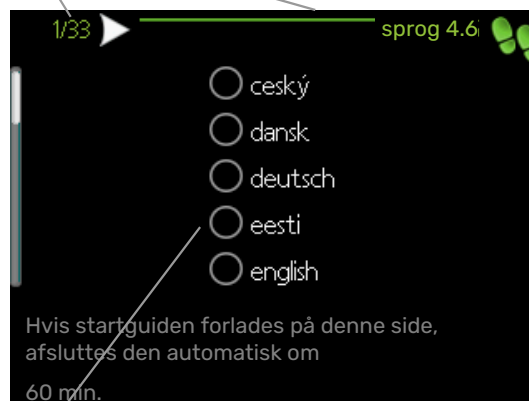 1/33
sprog 4.6
ceský
dansk
deutsch
eesti
english
Hvis startguiden forlades på denne side,
afsluttes den automatisk om
60 min.